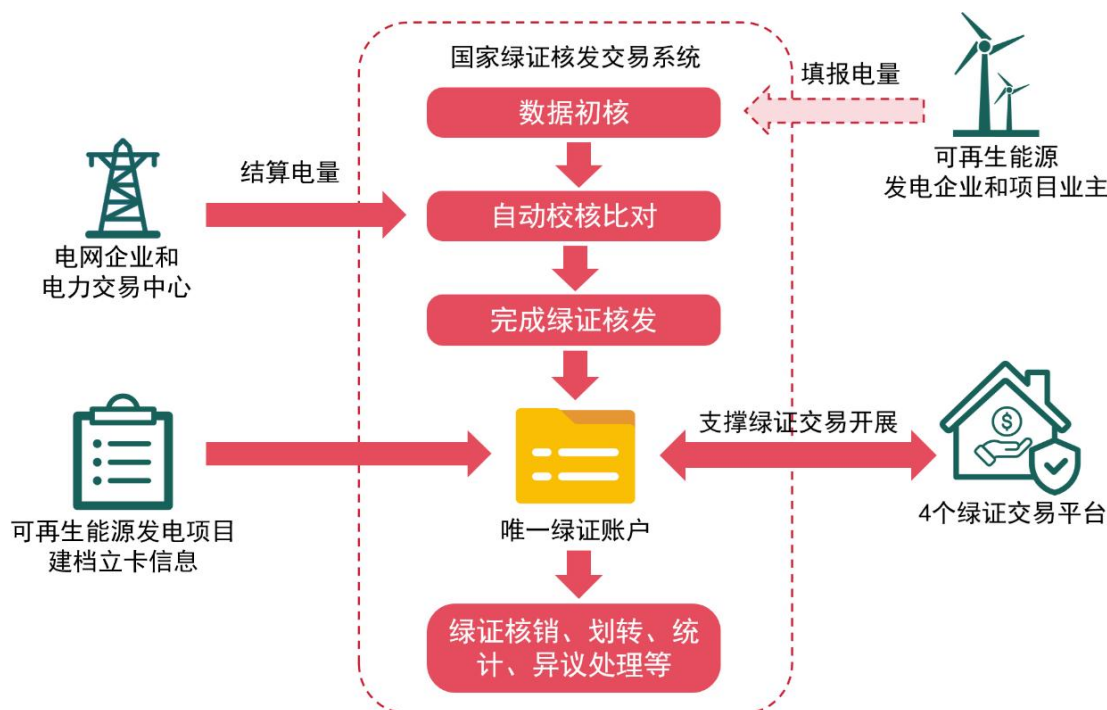 国家绿证核发交易系统
填报电量
数据初核
可再生能源
发电企业和项目业主
结算电量
自动校核比对
电网企业和
电力交易中心
完成绿证核发
支撑绿证交易开展
$
4个绿证交易平台
可再生能源发电项目
建档立卡信息
唯一绿证账户
绿证核销、划转、统
计、异议处理等